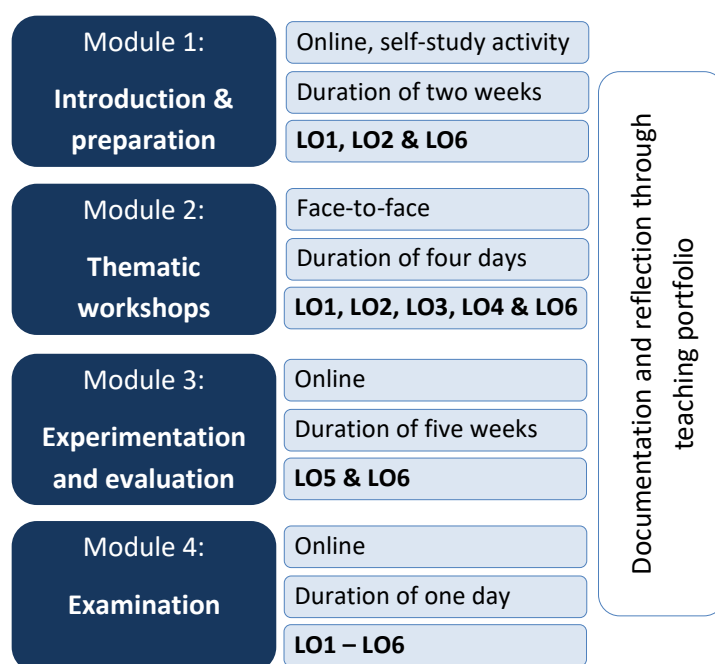 Module 1:
Introduction &
preparation
Online, self-study activity
Duration of two weeks
LO1, LO2 & LO6
Module 2:
Thematic
workshops
Face-to-face
Duration of four days
LO1, LO2, LO3, LO4 & LO6
Module 3:
Experimentation
and evaluation
Online
Duration of five weeks
LO5 & LO6
Module 4:
Examination
Online
Duration of one day
LO1 – LO6
Documentation and reflection through
teaching portfolio